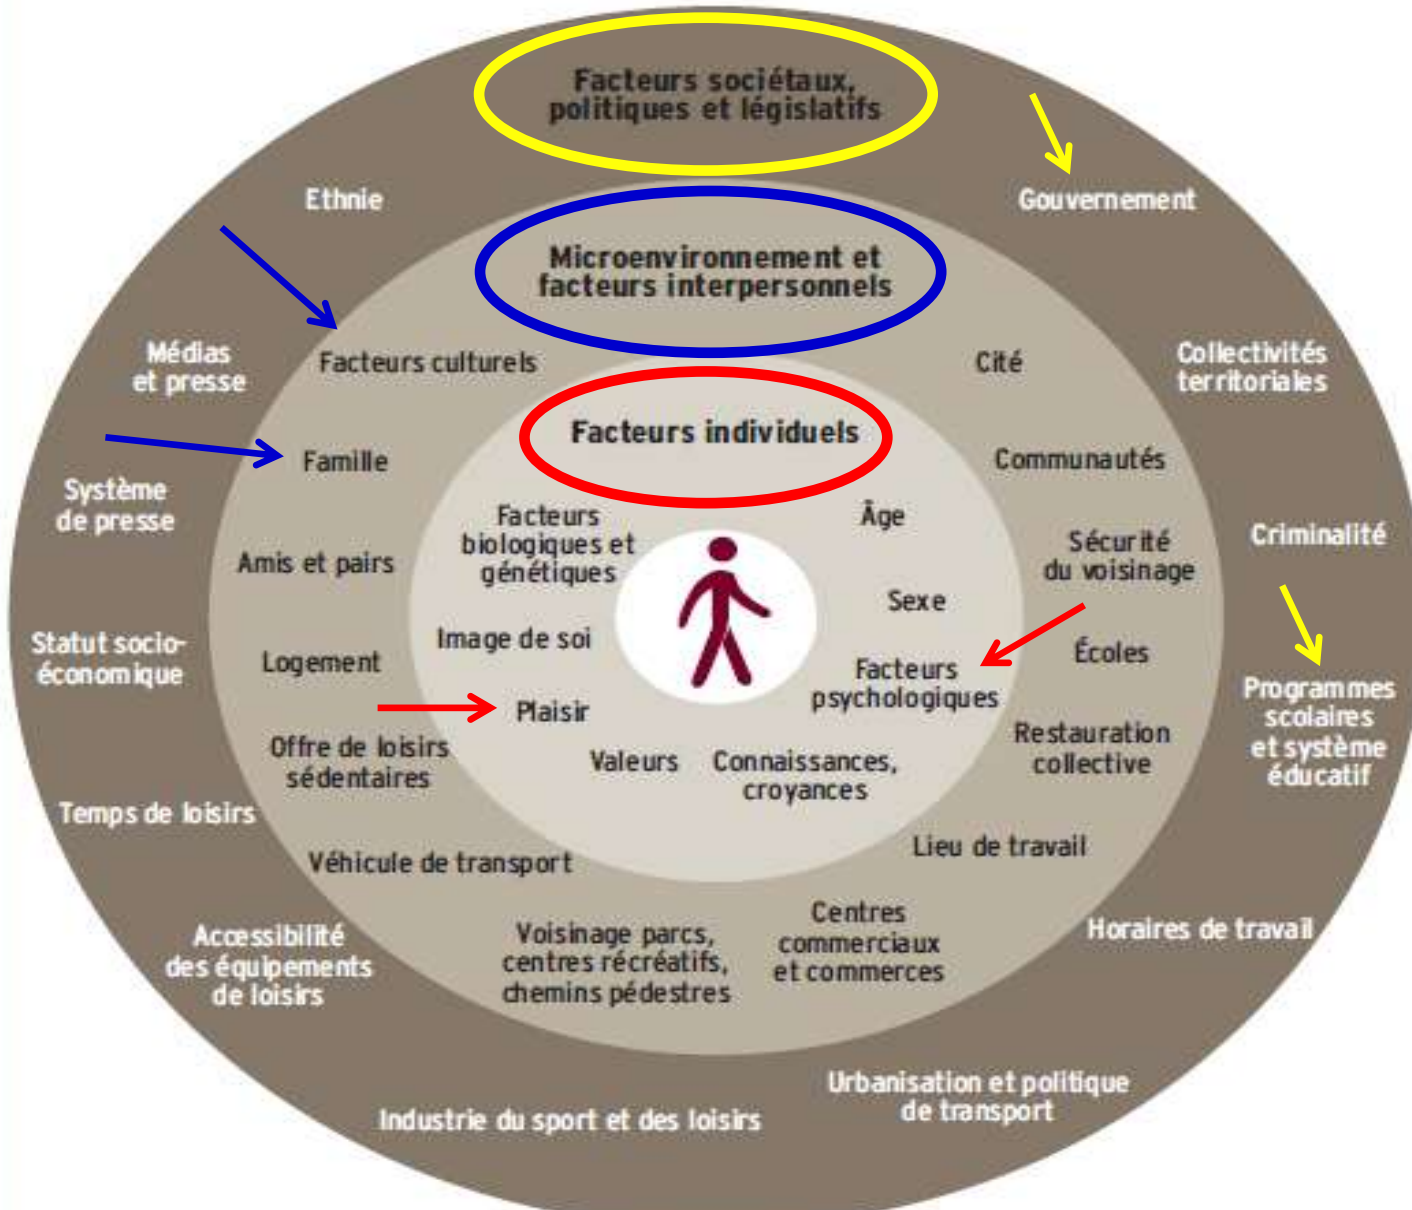 Facteurs sociétaux,
politiques et législatifs
Ethnie
Gouvernement
Médias
et presse
Collectivités
territoriales
Système
de presse
Criminalité
Statut socio-
économique
Programmes
scolaires
et système
éducatif
Temps de loisirs
Horaires de travail
Accessibilité
des équipements
de loisirs
Urbanisation et politique
de transport
Industrie du sport et des loisirs
Microenvironnement et
facteurs interpersonnels
Facteurs culturels
Cité
Famille
Communautés
Amis et pairs
Sécurité
du voisinage
Logement
Écoles
Offre de loisirs
sédentaires
Restauration
collective
Véhicule de transport
Lieu de travail
Voisinage parcs,
centres récréatifs,
chemins pédestres
Centres
commerciaux
et commerces
Facteurs individuels
Facteurs
biologiques et
génétiques
Âge
Sexe
Image de soi
Facteurs
psychologiques
Plaisir
Valeurs
Connaissances,
croyances